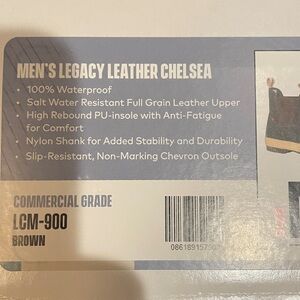 MEN'S LEGACY LEATHER CHELSEA
• 100% Waterproof
• Salt Water Resistant Full Grain Leather Upper
• High Rebound PU-insole with Anti-Fatigue
for Comfort
• Nylon Shank for Added Stability and Durability
• Slip-Resistant, Non-Marking Chevron Outsole
COMMERCIAL GRADE
LCM-900
BROWN